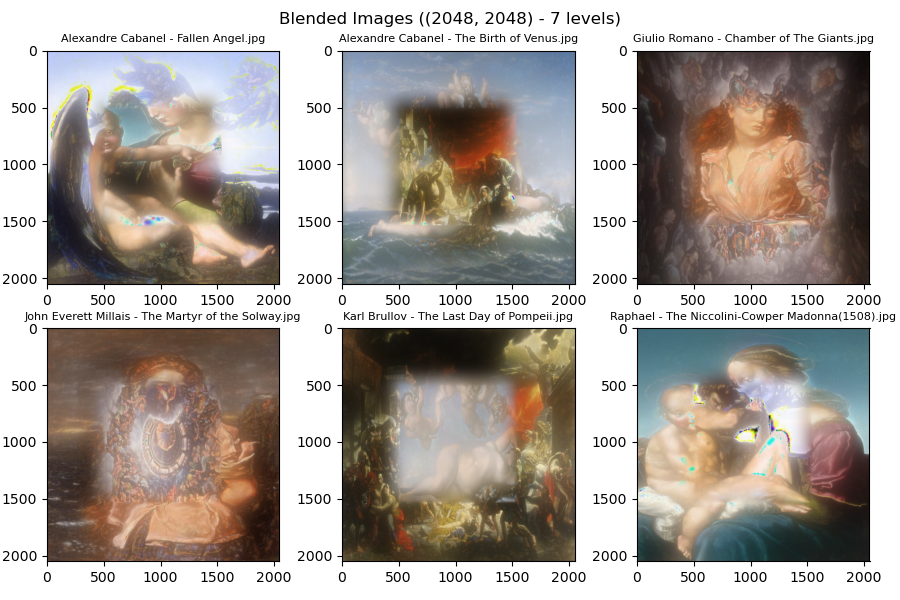 Blended Images ((2048, 2048) - 7 levels)
Alexandre Cabanel - Fallen Angel.jpg
Alexandre Cabanel - The Birth of Venus.jpg
Giulio Romano - Chamber of The Giants.jpg
0
500
1000
1500
2000
0 500 1000 1500 2000
0
500
1000
1500
2000
0 500 1000 1500 2000
0
500
1000
1500
2000
0 500 1000 1500 2000
John Everett Millais - The Martyr of the Solway.jpg
Karl Brullov - The Last Day of Pompeii.jpg
Raphael - The Niccolini-Cowper Madonna(1508).jpg
0
500
1000
1500
2000
0 500 1000 1500 2000
0
500
1000
1500
2000
0 500 1000 1500 2000
0
500
1000
1500
2000
0 500 1000 1500 2000